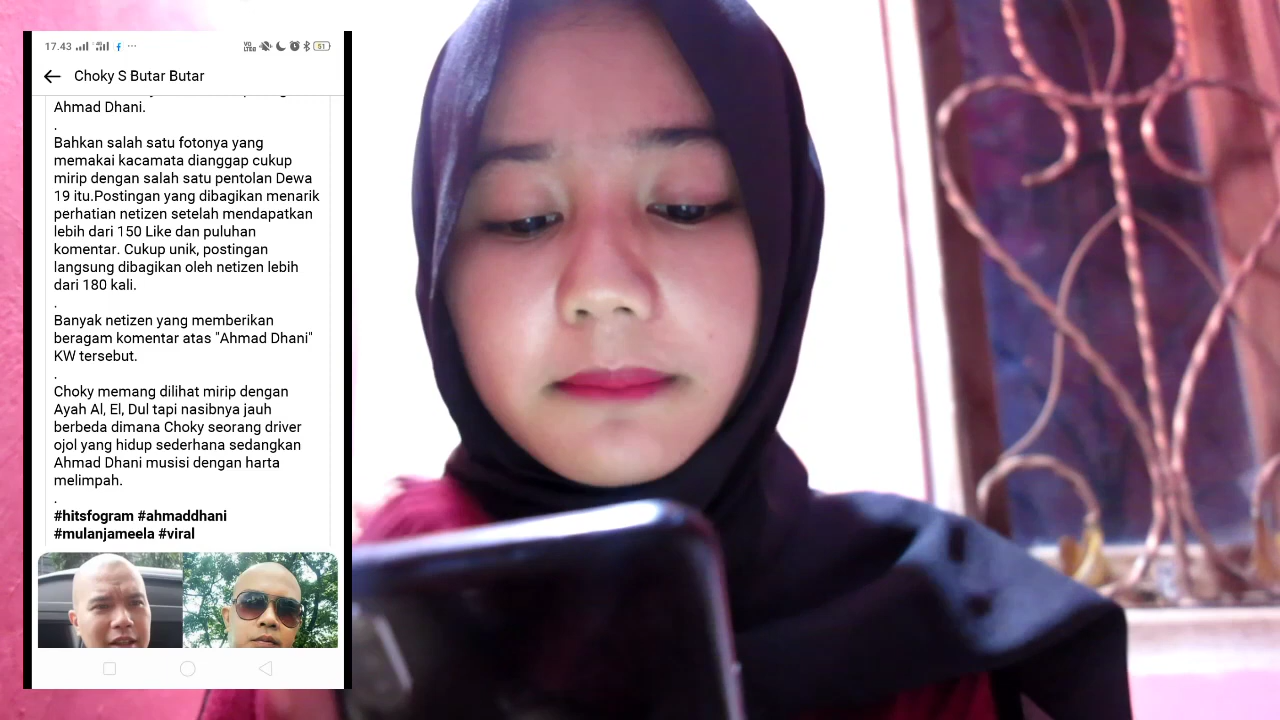 17.43
51
Choky S Butar Butar
Ahmad Dhani.
.
Bahkan salah satu fotonya yang
memakai kacamata dianggap cukup
mirip dengan salah satu pentolan Dewa
19 itu.Postingan yang dibagikan menarik
perhatian netizen setelah mendapatkan
lebih dari 150 Like dan puluhan
komentar. Cukup unik, postingan
langsung dibagikan oleh netizen lebih
dari 180 kali.
.
Banyak netizen yang memberikan
beragam komentar atas "Ahmad Dhani"
KW tersebut.
.
Choky memang dilihat mirip dengan
Ayah Al, El, Dul tapi nasibnya jauh
berbeda dimana Choky seorang driver
ojol yang hidup sederhana sedangkan
Ahmad Dhani musisi dengan harta
melimpah.
.
#hitsfogram #ahmaddhani
#mulanjameela #viral